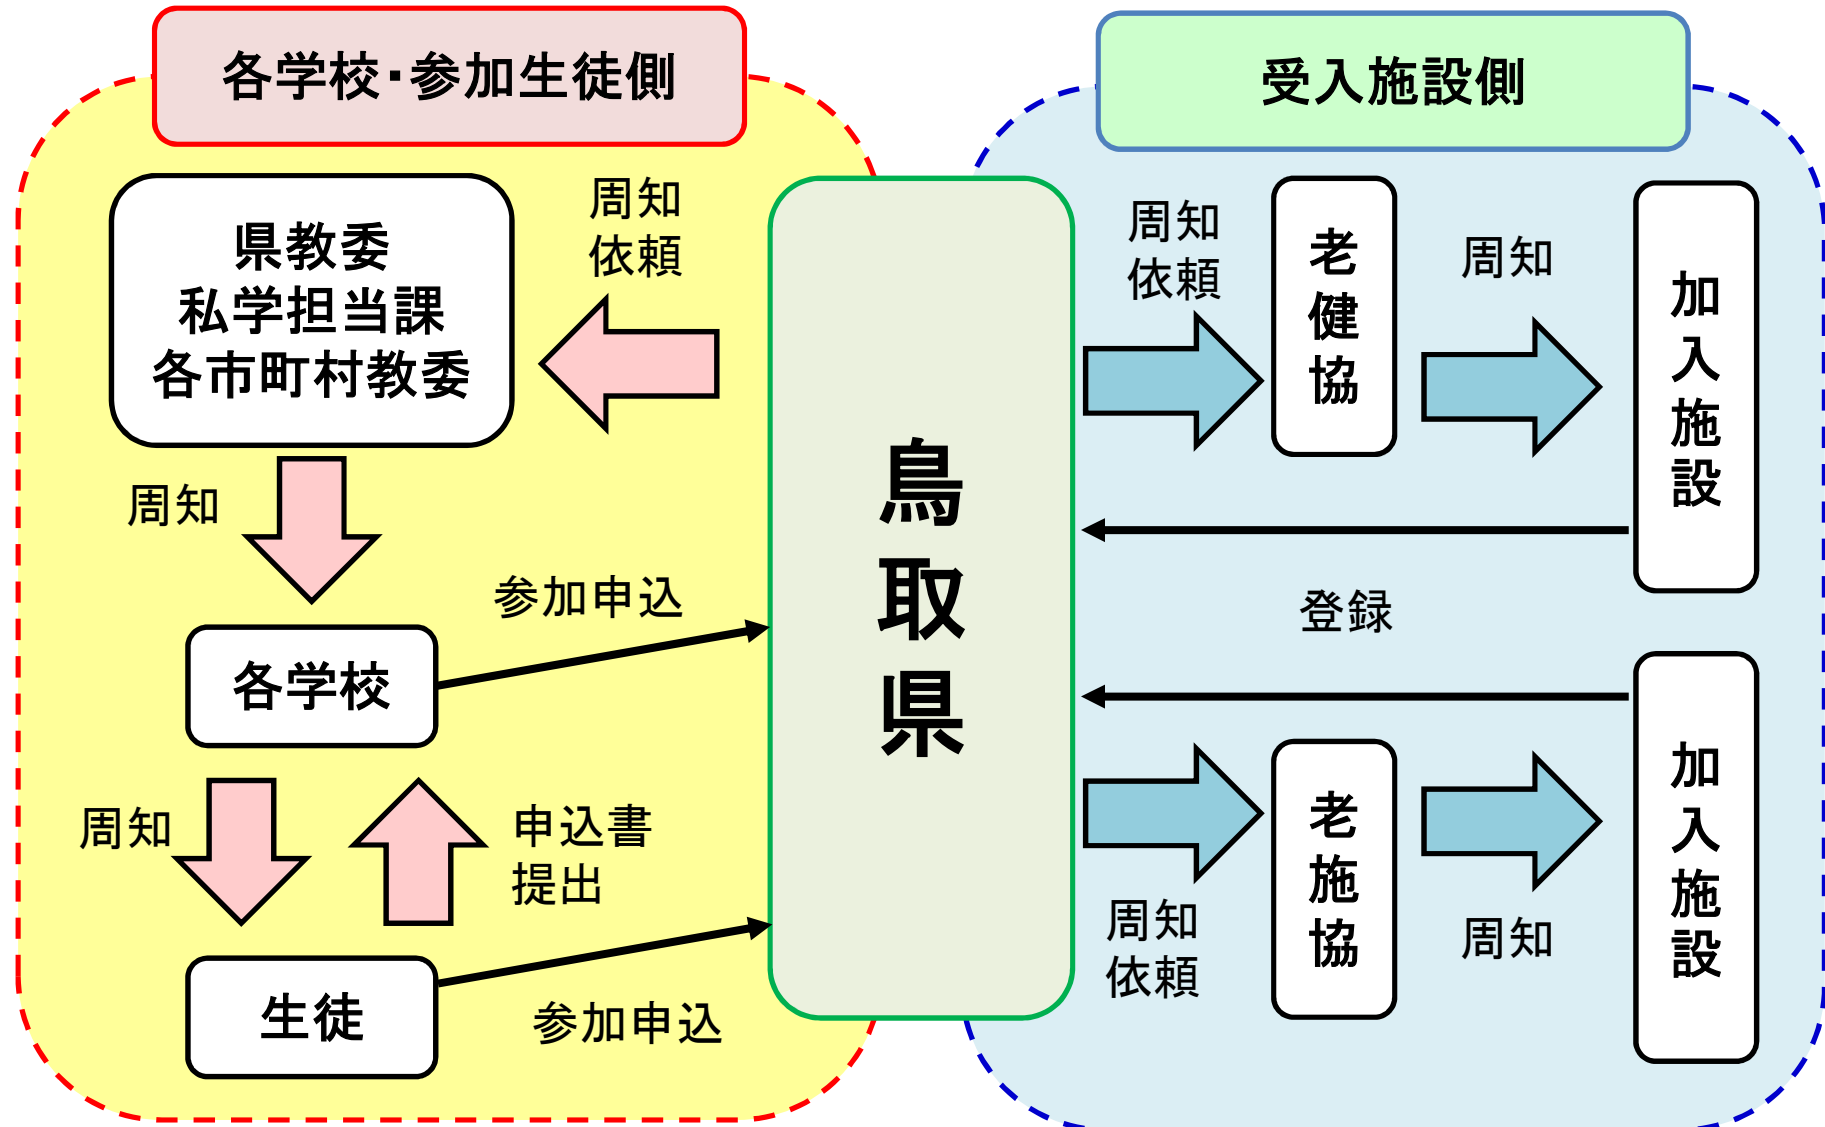 各学校・参加生徒側
県教委
私学担当課
各市町村教委
周知
依頼
周知
各学校
参加申込
周知
申込書
提出
生徒
参加申込
鳥取県
受入施設側
周知
依頼
老健協
周知
加入施設
登録
周知
依頼
老施協
周知
加入施設